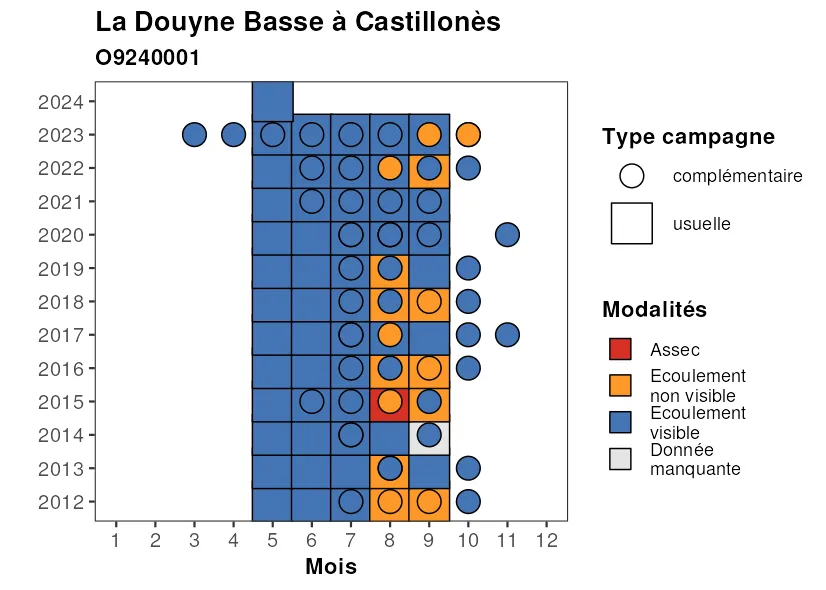 La Douyne Basse à Castillonès
O9240001
2024
2023
2022
2021
2020
2019
2018
2017
2016
2015
2014
2013
2012
1 2 3 4 5 6 7 8 9 10 11 12
Mois
Type campagne
complémentaire
usuelle
Modalités
Assec
Ecoulement
non visible
Ecoulement
visible
Donnée
manquante